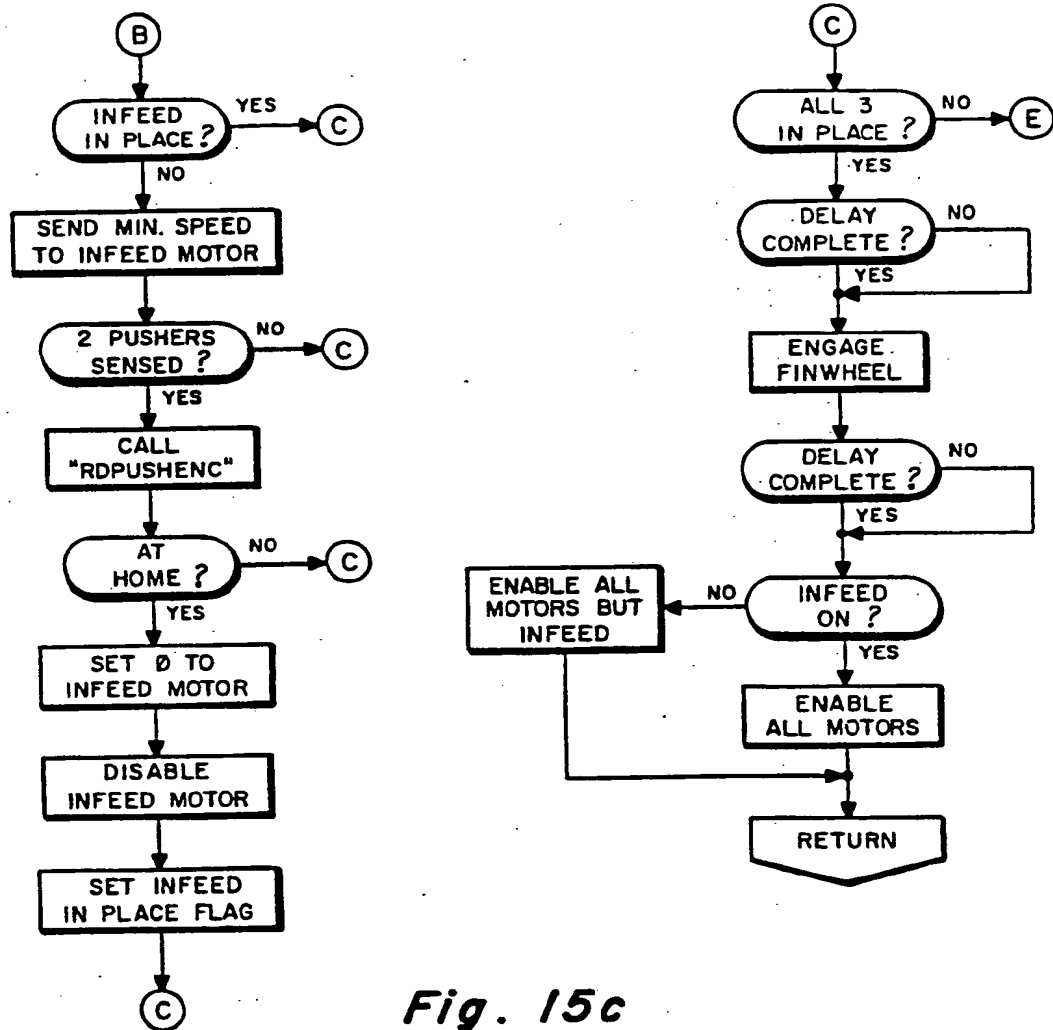 B
INFEED
IN PLACE?
YES
C
NO
SEND MIN. SPEED
TO INFEED MOTOR
2 PUSHERS
SENSED?
NO
C
YES
CALL
"RDPUSHENC"
AT
HOME?
NO
C
YES
SET Ø TO
INFEED MOTOR
DISABLE
INFEED MOTOR
SET INFEED
IN PLACE FLAG
C
C
ALL 3
IN PLACE?
NO
E
YES
DELAY
COMPLETE?
NO
YES
ENGAGE
FINWHEEL
DELAY
COMPLETE?
NO
YES
INFEED
ON?
NO
ENABLE ALL
MOTORS BUT
INFEED
YES
ENABLE
ALL MOTORS
RETURN
Fig. 15c